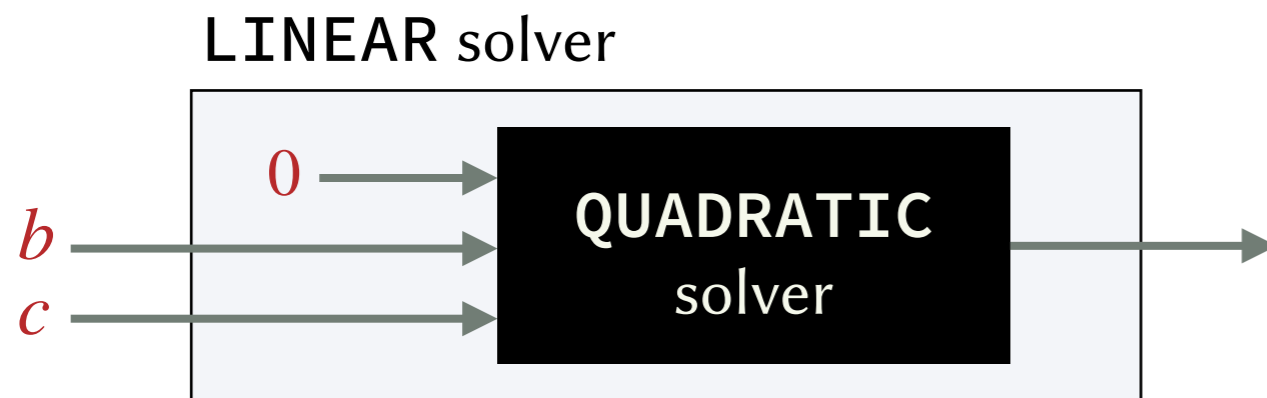 LINEAR solver
0
QUADRATIC
b
solver
c